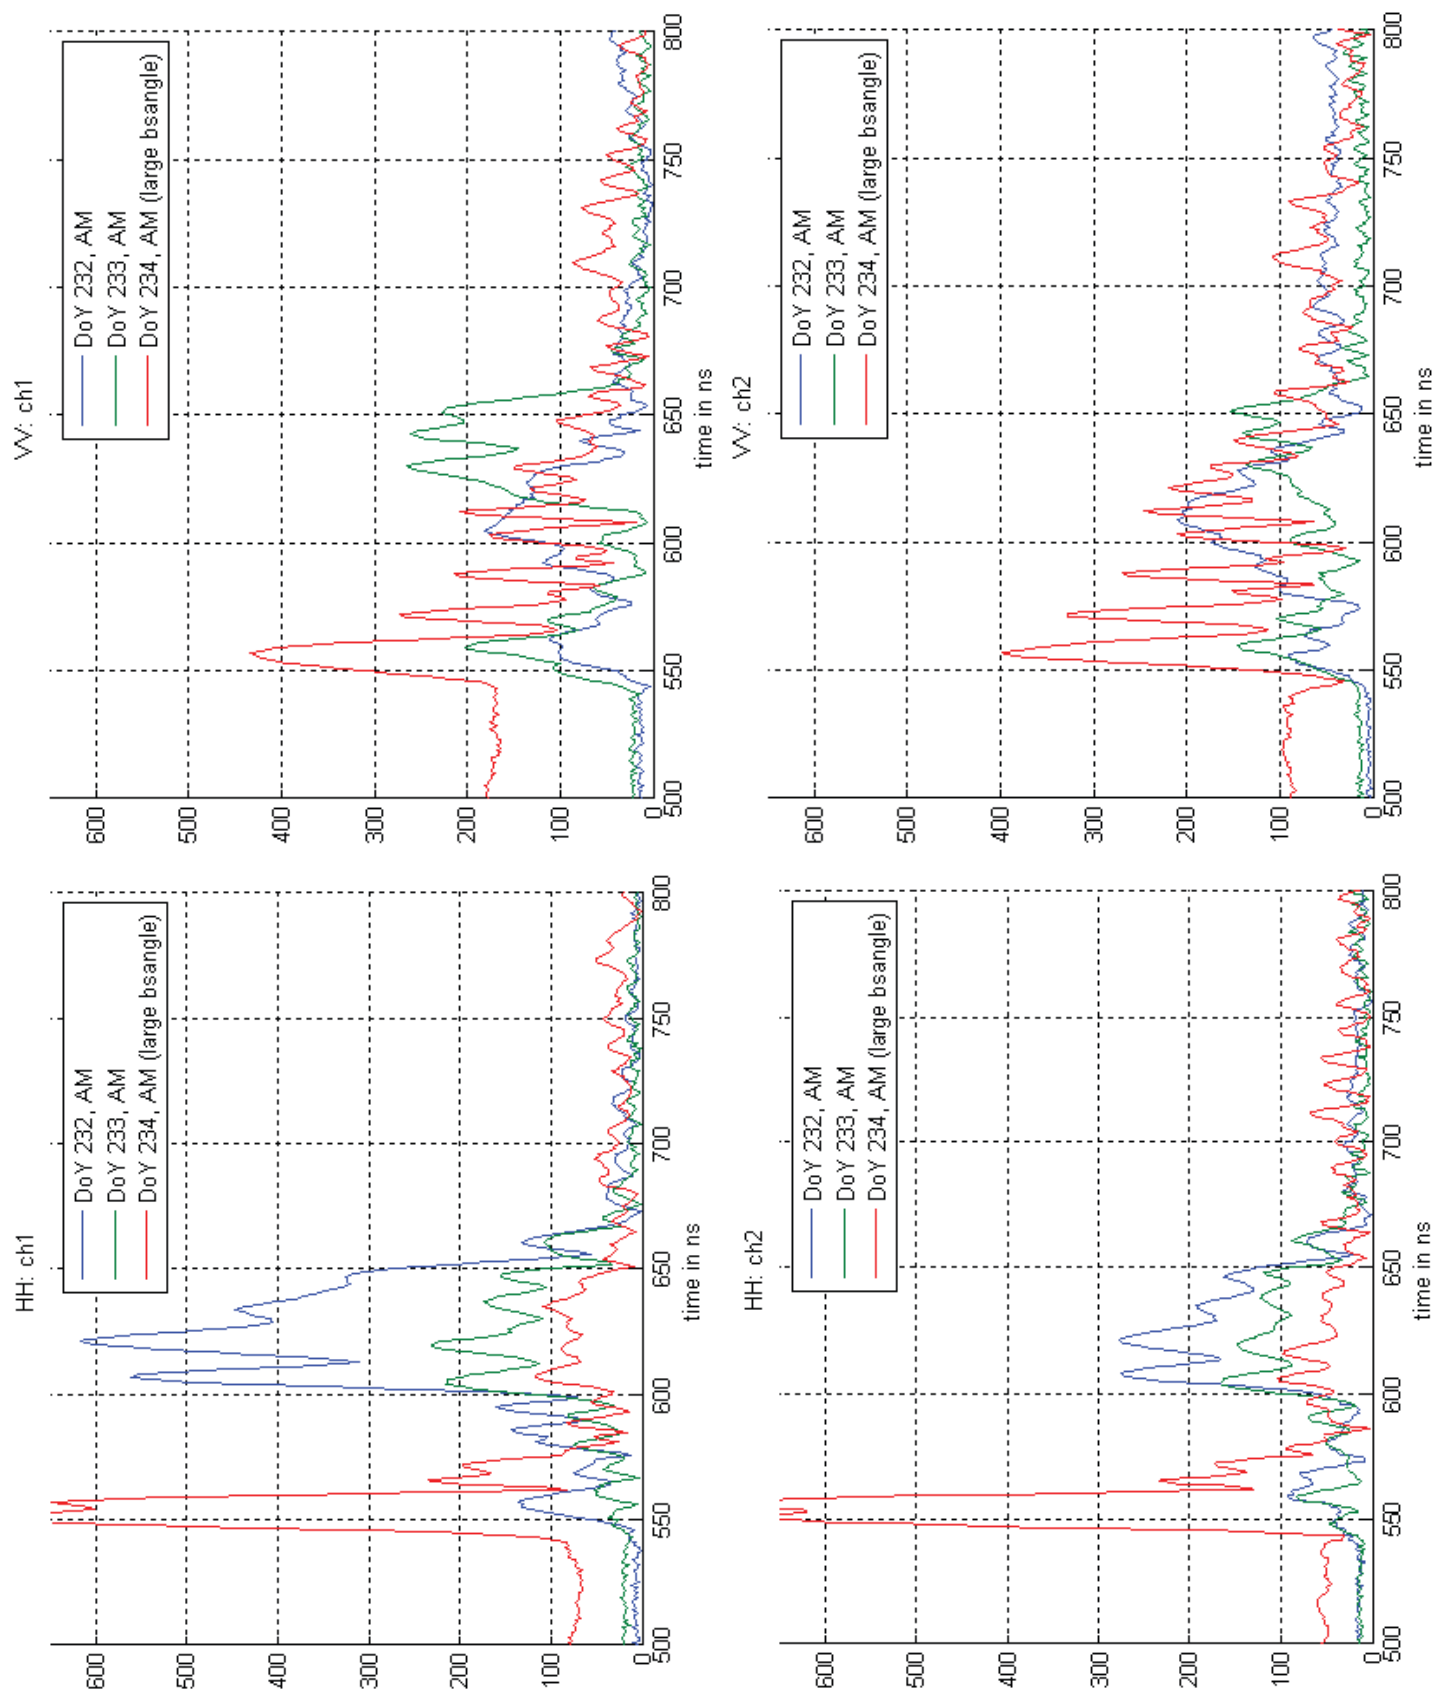 HH: ch1
600
500
400
300
200
100
0
DoY 232, AM
DoY 233, AM
DoY 234, AM (large bsangle)
500 550 600 650 700 750 800
time in ns
VV: ch1
600
500
400
300
200
100
0
DoY 232, AM
DoY 233, AM
DoY 234, AM (large bsangle)
500 550 600 650 700 750 800
time in ns
HH: ch2
600
500
400
300
200
100
0
DoY 232, AM
DoY 233, AM
DoY 234, AM (large bsangle)
500 550 600 650 700 750 800
time in ns
VV: ch2
600
500
400
300
200
100
0
DoY 232, AM
DoY 233, AM
DoY 234, AM (large bsangle)
500 550 600 650 700 750 800
time in ns